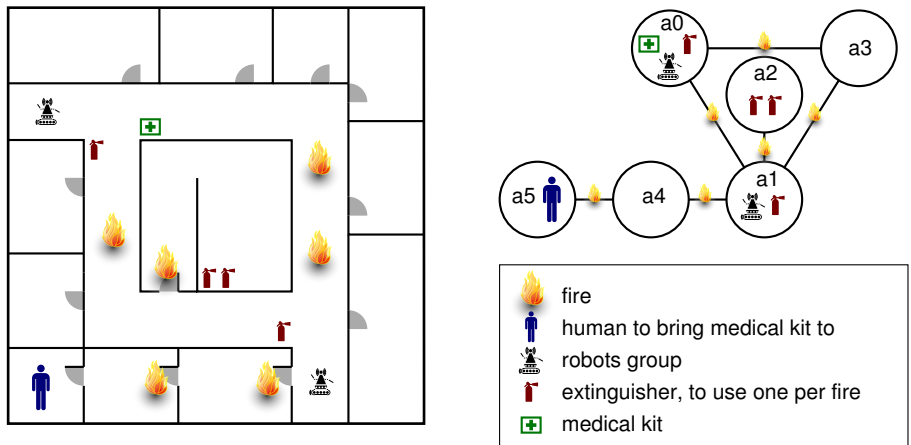 a0
a3
a2
a1
a5
a4
fire
human to bring medical kit to
robots group
extinguisher, to use one per fire
medical kit